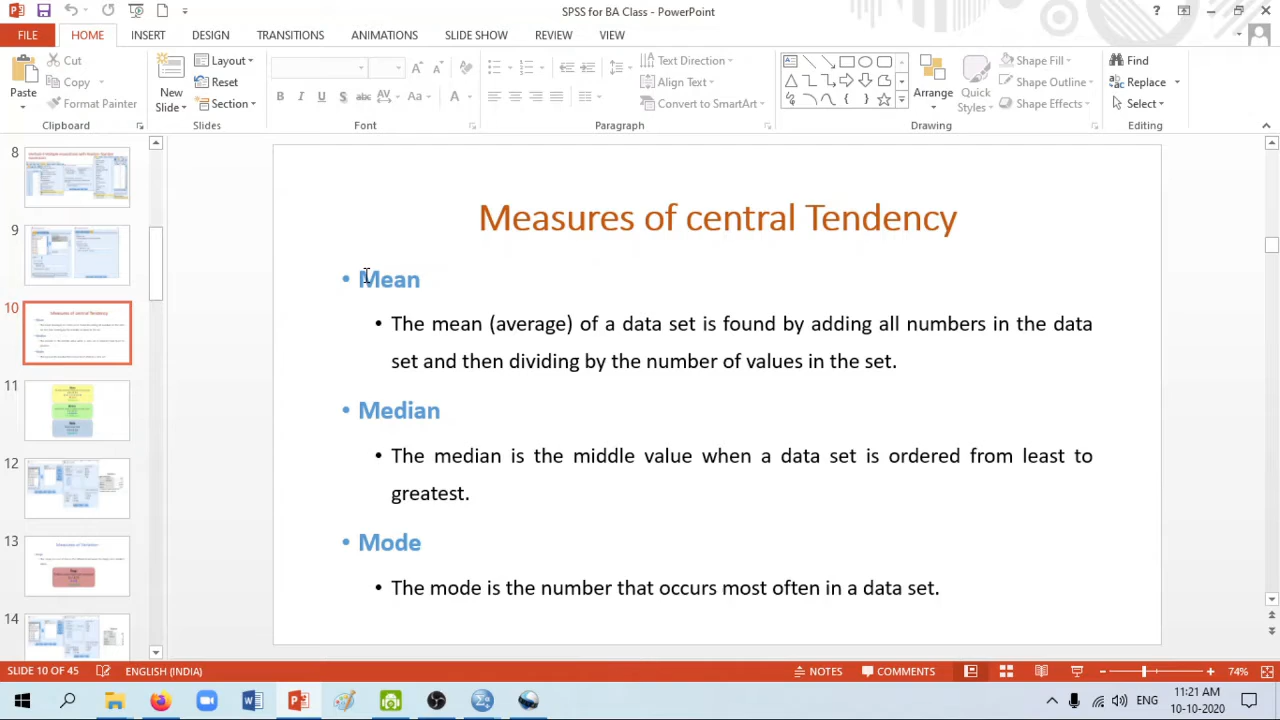 SPSS for BA Class - PowerPoint
FILE HOME INSERT DESIGN TRANSITIONS ANIMATIONS SLIDE SHOW REVIEW VIEW
Paste
Cut
Copy
Format Painter
Clipboard
New
Slide
Layout
Reset
Section
Slides
B I U S abc AV Aa A
Font
Text Direction
Align Text
Convert to SmartArt
Paragraph
Arrange
Quick
Styles
Shape Fill
Shape Outline
Shape Effects
Drawing
Find
Replace
Select
Editing
8
9
10
11
12
13
14
Measures of central Tendency
• Mean
• The mean (average) of a data set is found by adding all numbers in the data
set and then dividing by the number of values in the set.
• Median
• The median is the middle value when a data set is ordered from least to
greatest.
• Mode
• The mode is the number that occurs most often in a data set.
SLIDE 10 OF 45 ENGLISH (INDIA) NOTES COMMENTS 74%
ENG
11:21 AM
10-10-2020